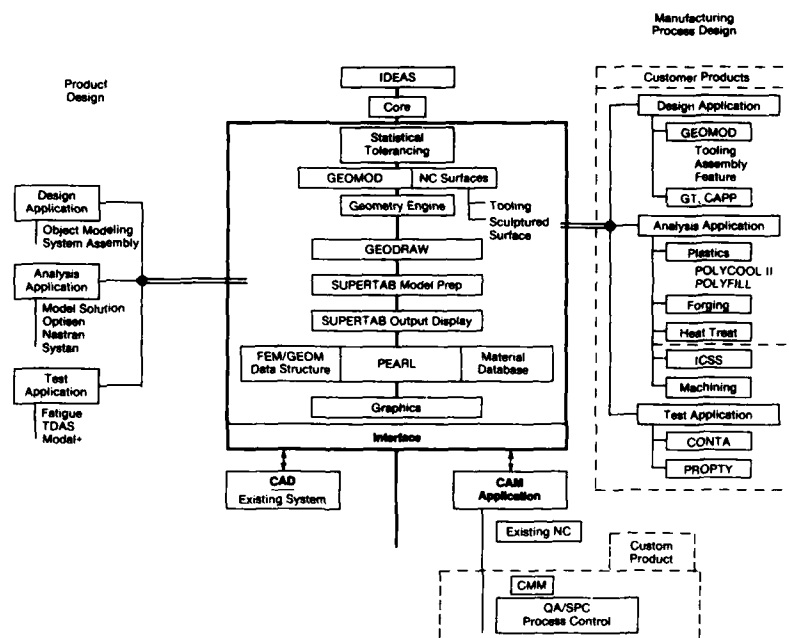 Manufacturing
Process Design
Product
Design
IDEAS
Core
Statistical
Tolerancing
GEOMOD
NC Surfaces
Tooling
Sculptured
Surface
Geometry Engine
GEODRAW
SUPERTAB Model Prep
SUPERTAB Output Display
FEM/GEOM
Data Structure
PEARL
Material
Database
Graphics
Interface
Design
Application
Object Modeling
System Assembly
Analysis
Application
Model Solution
Optisen
Nastran
Systan
Test
Application
Fatigue
TDAS
Modal+
Customer Products
Design Application
GEOMOD
Tooling
Assembly
Feature
GT, CAPP
Analysis Application
Plastics
POLYCOOL II
POLYFILL
Forging
Heat Treat
ICSS
Machining
Test Application
CONTA
PROPTY
CAD
Existing System
CAM
Application
Existing NC
Custom
Product
CMM
QA/SPC
Process Control